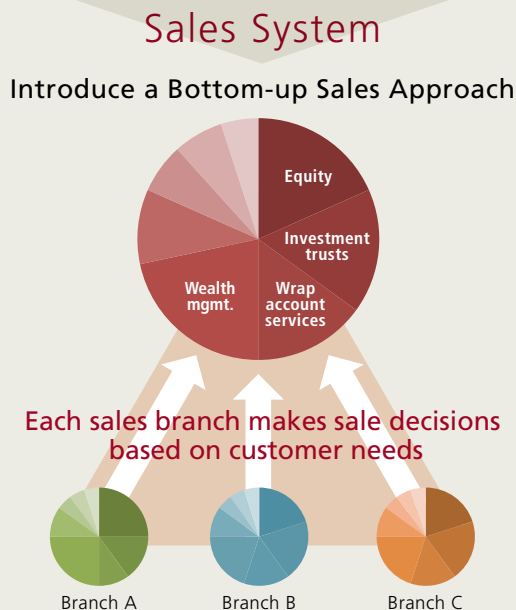 Sales System
Introduce a Bottom-up Sales Approach
Equity
Investment
trusts
Wealth
mgmt.
Wrap
account
services
Each sales branch makes sale decisions
based on customer needs
Branch A
Branch B
Branch C